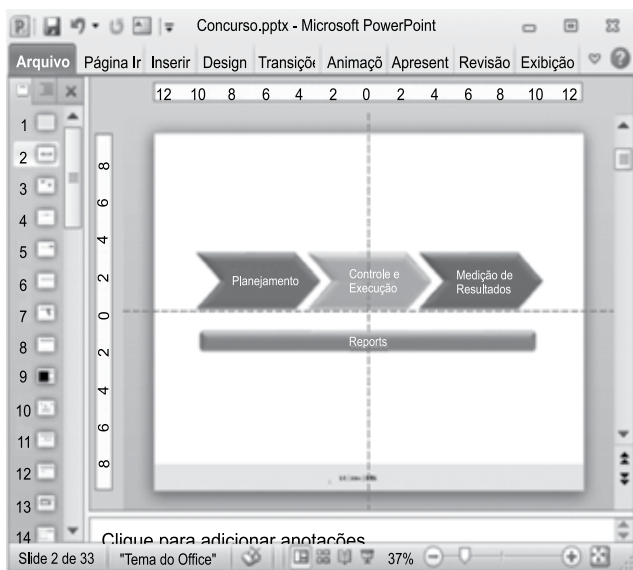 Concurso.pptx - Microsoft PowerPoint
Arquivo Página Ir Inserir Design Transiçõe Animaçõ Apresent Revisão Exibição
12 10 8 6 4 2 0 2 4 6 8 10 12
1
2
3
4
5
6
7
8
9
10
11
12
13
14
8
6
4
2
0
2
4
6
8
Planejamento
Controle e
Execução
Medição de
Resultados
Reports
Clique para adicionar anotações
Slide 2 de 33 "Tema do Office" 37%